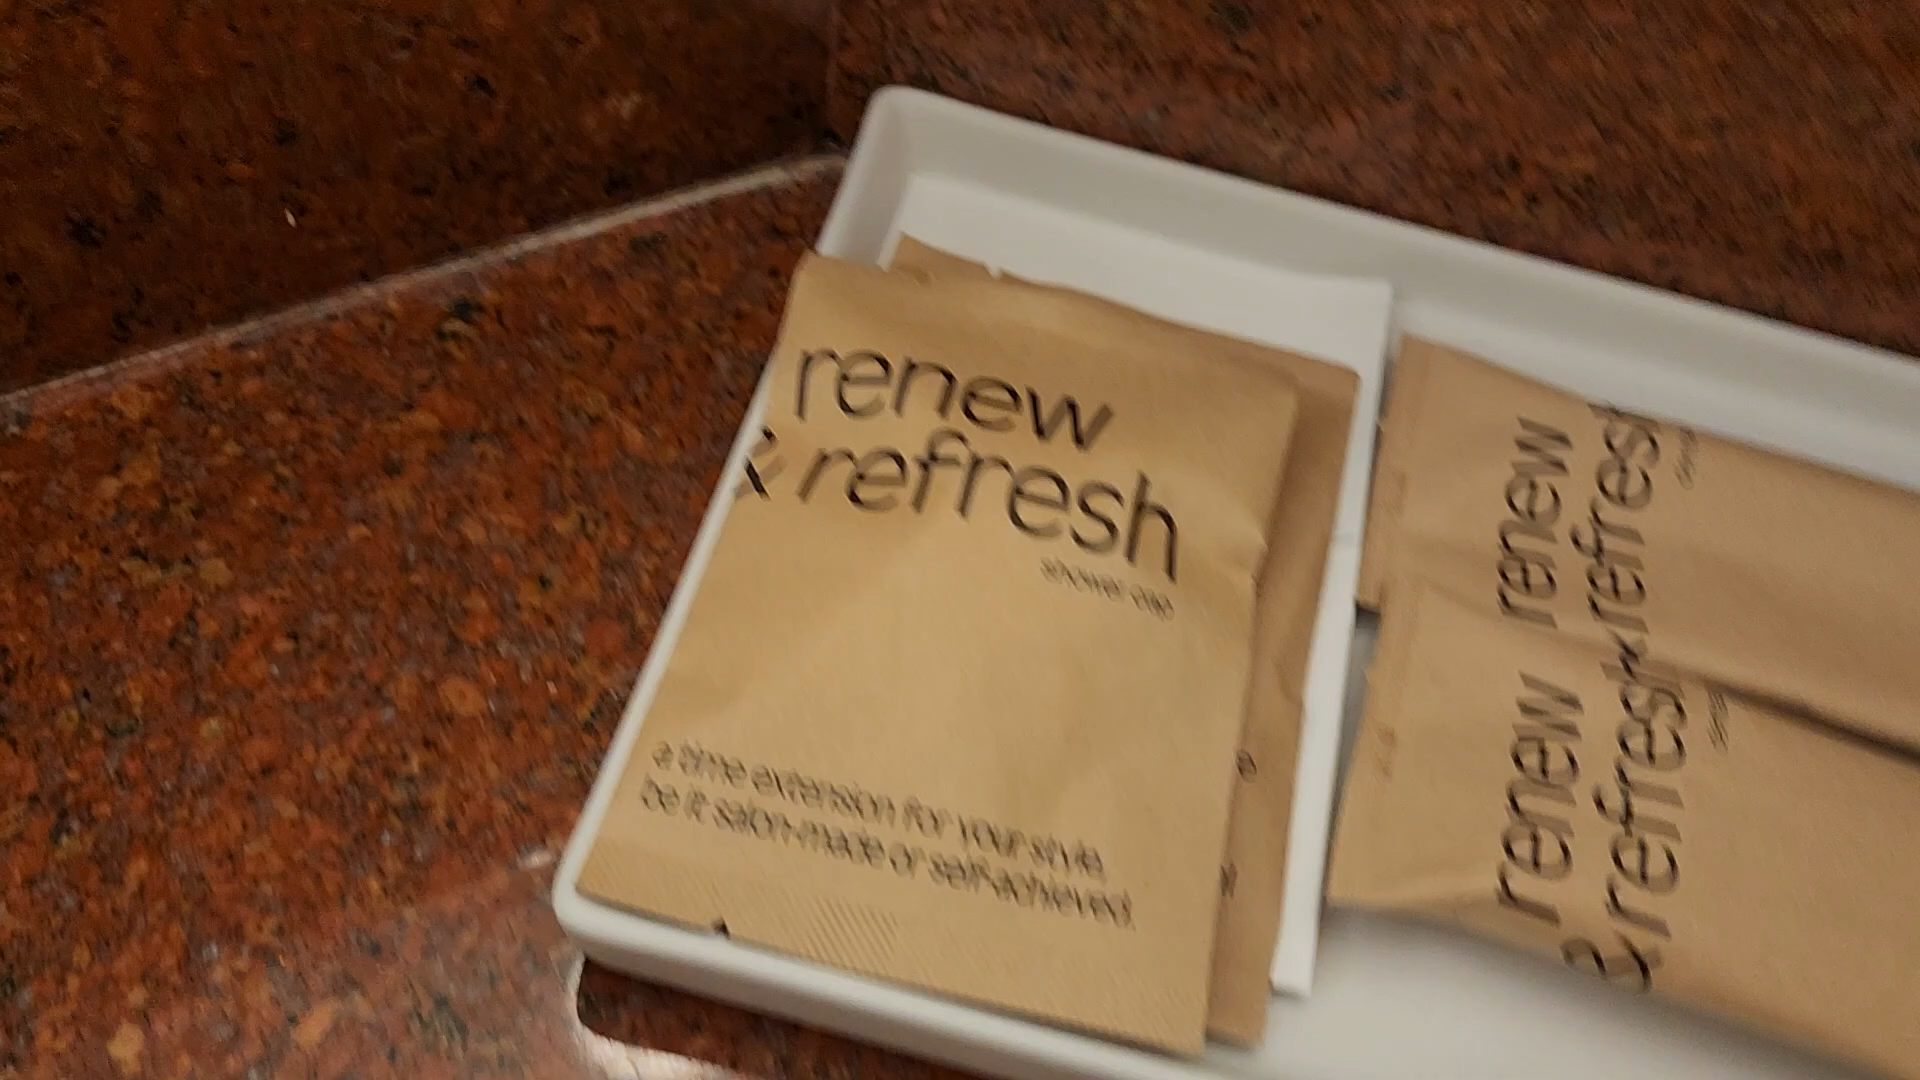 renew
& refresh
shower cap
a time extension for your style,
be it salon-made or self-achieved.
renew
& refresh
renew
& refresh